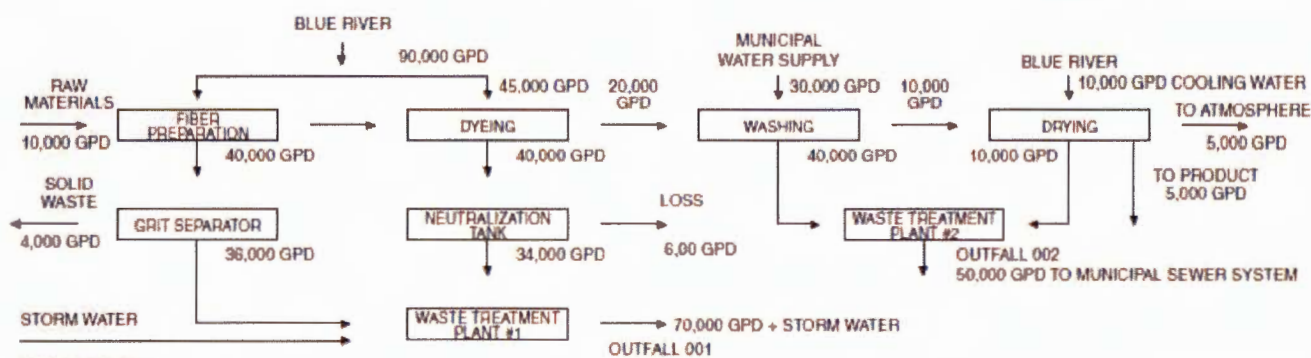 BLUE RIVER
90,000 GPD
MUNICIPAL
WATER SUPPLY
BLUE RIVER
RAW
MATERIALS
45,000 GPD
20,000
GPD
30,000 GPD
10,000
GPD
10,000 GPD COOLING WATER
TO ATMOSPHERE
FIBER
PREPARATION
DYEING
WASHING
DRYING
10,000 GPD
40,000 GPD
40,000 GPD
40,000 GPD
10,000 GPD
5,000 GPD
SOLID
WASTE
LOSS
TO PRODUCT
5,000 GPD
GRIT SEPARATOR
NEUTRALIZATION
TANK
WASTE TREATMENT
PLANT #2
4,000 GPD
36,000 GPD
34,000 GPD
6,00 GPD
OUTFALL 002
50,000 GPD TO MUNICIPAL SEWER SYSTEM
STORM WATER
WASTE TREATMENT
PLANT #1
70,000 GPD + STORM WATER
OUTFALL 001